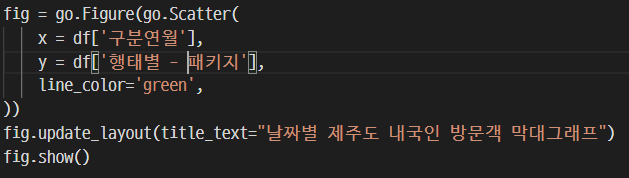 fig = go.Figure(go.Scatter(
    x = df['구분연월'],
    y = df['행태별 - 패키지'],
    line_color='green',
))
fig.update_layout(title_text="날짜별 제주도 내국인 방문객 막대그래프")
fig.show()